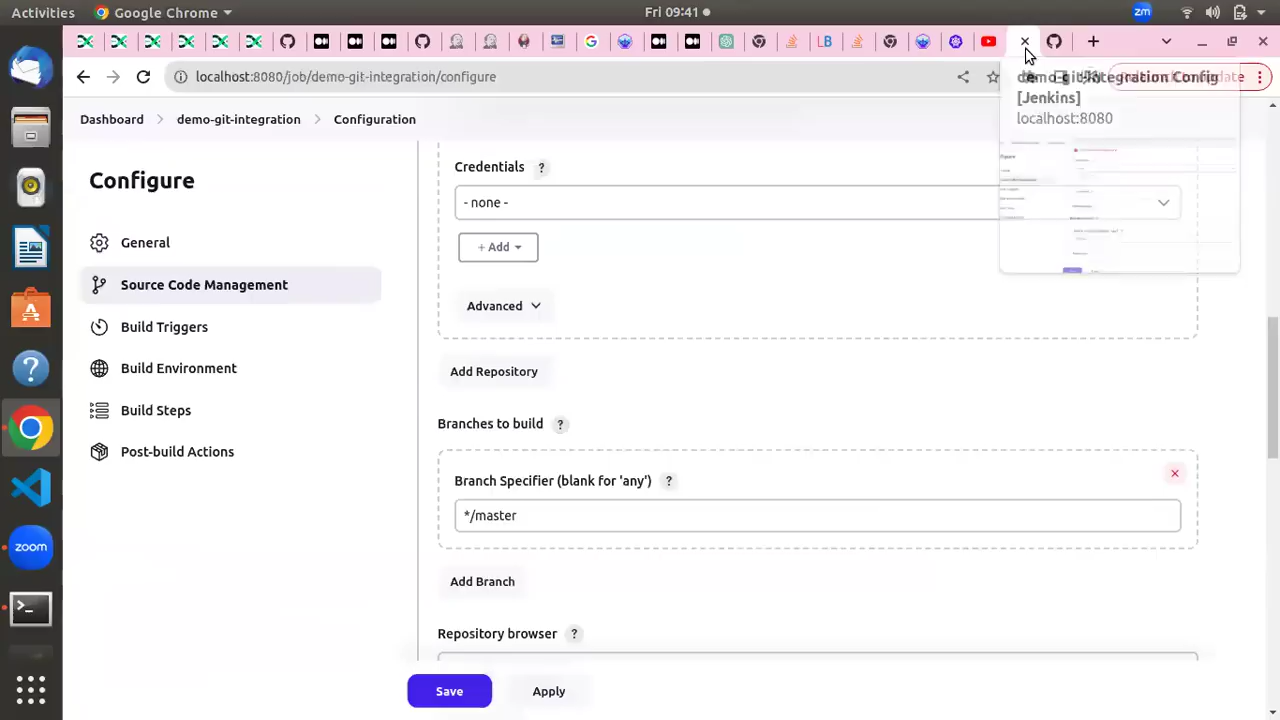 Activities
Google Chrome
Fri 09:41
zm
localhost:8080/job/demo-git-integration/configure
demo-git-integration Config
[Jenkins]
localhost:8080
Dashboard
demo-git-integration
Configuration
Configure
General
Source Code Management
Build Triggers
Build Environment
Build Steps
Post-build Actions
Credentials ?
- none -
+ Add
Advanced
Add Repository
Branches to build ?
Branch Specifier (blank for 'any') ?
*/master
Add Branch
Repository browser ?
Save
Apply
zoom